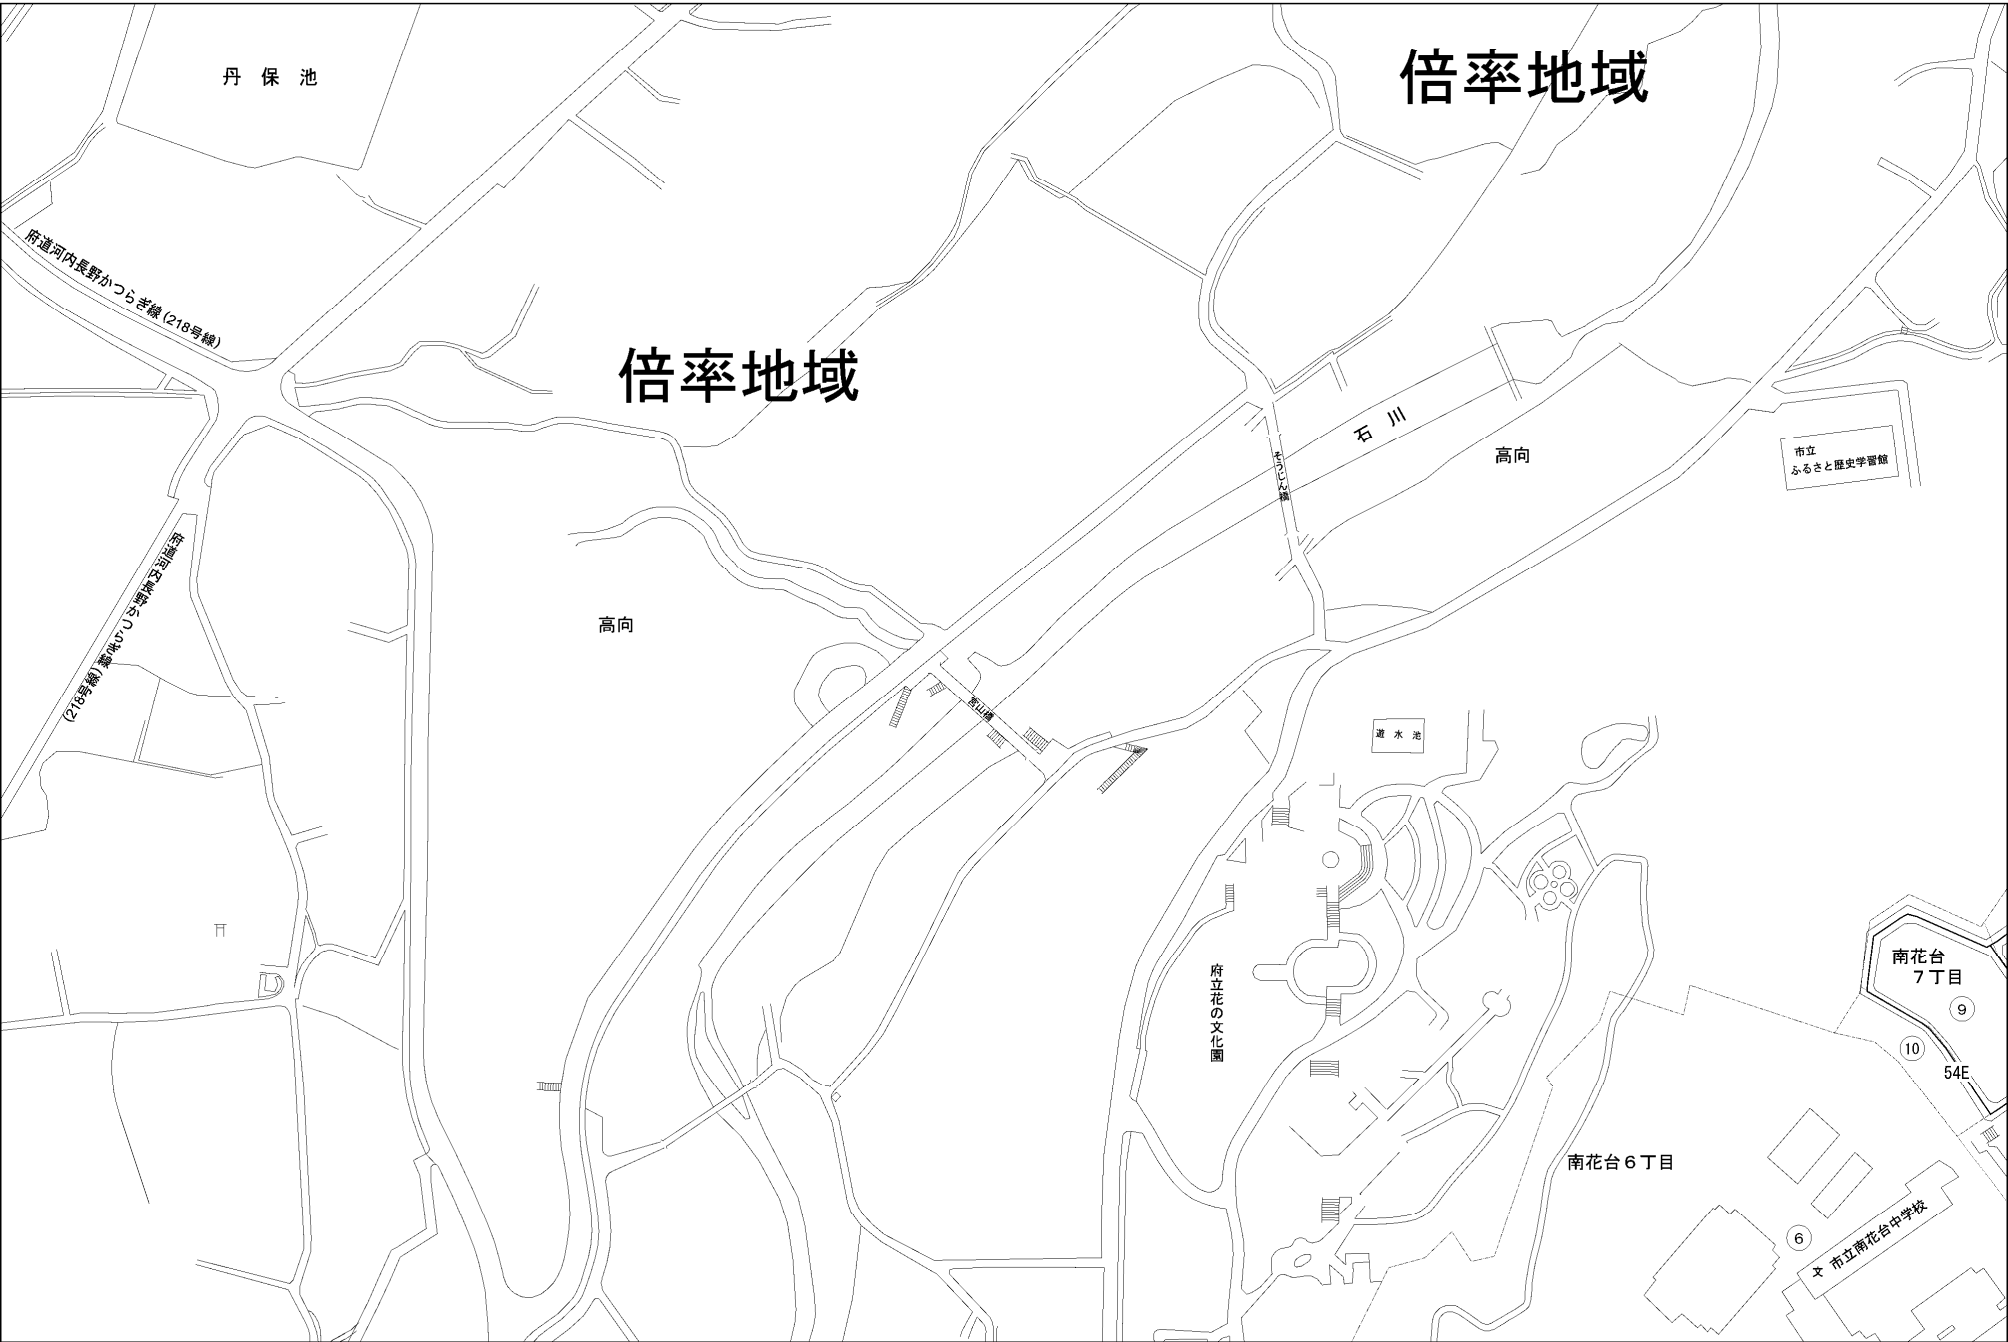 丹保池
倍率地域
府道河内長野かつらぎ線(218号線)
倍率地域
石川
高向
市立
ふるさと歴史学習館
府道河内長野かつらぎ線(218号線)
高向
宮山橋
遊水池
府立花の文化園
南花台
7丁目
9
10
54E
南花台6丁目
6
文 市立南花台中学校